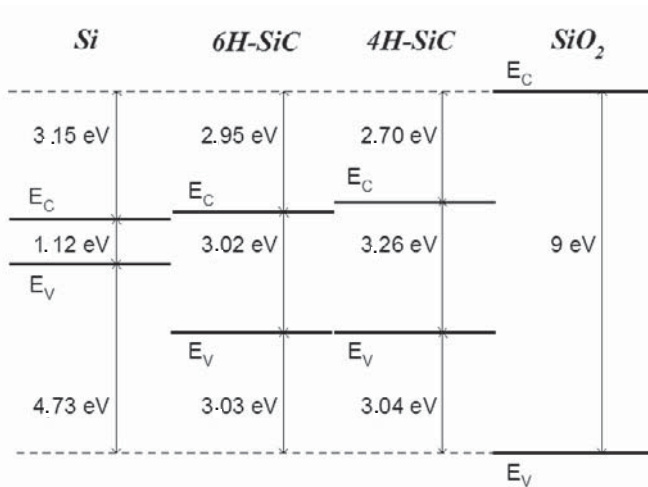 Si 6H-SiC 4H-SiC SiO2
EC
3.15 eV 2.95 eV 2.70 eV
EC EC EC
1.12 eV 3.02 eV 3.26 eV 9 eV
EV
EV EV
4.73 eV 3.03 eV 3.04 eV
EV